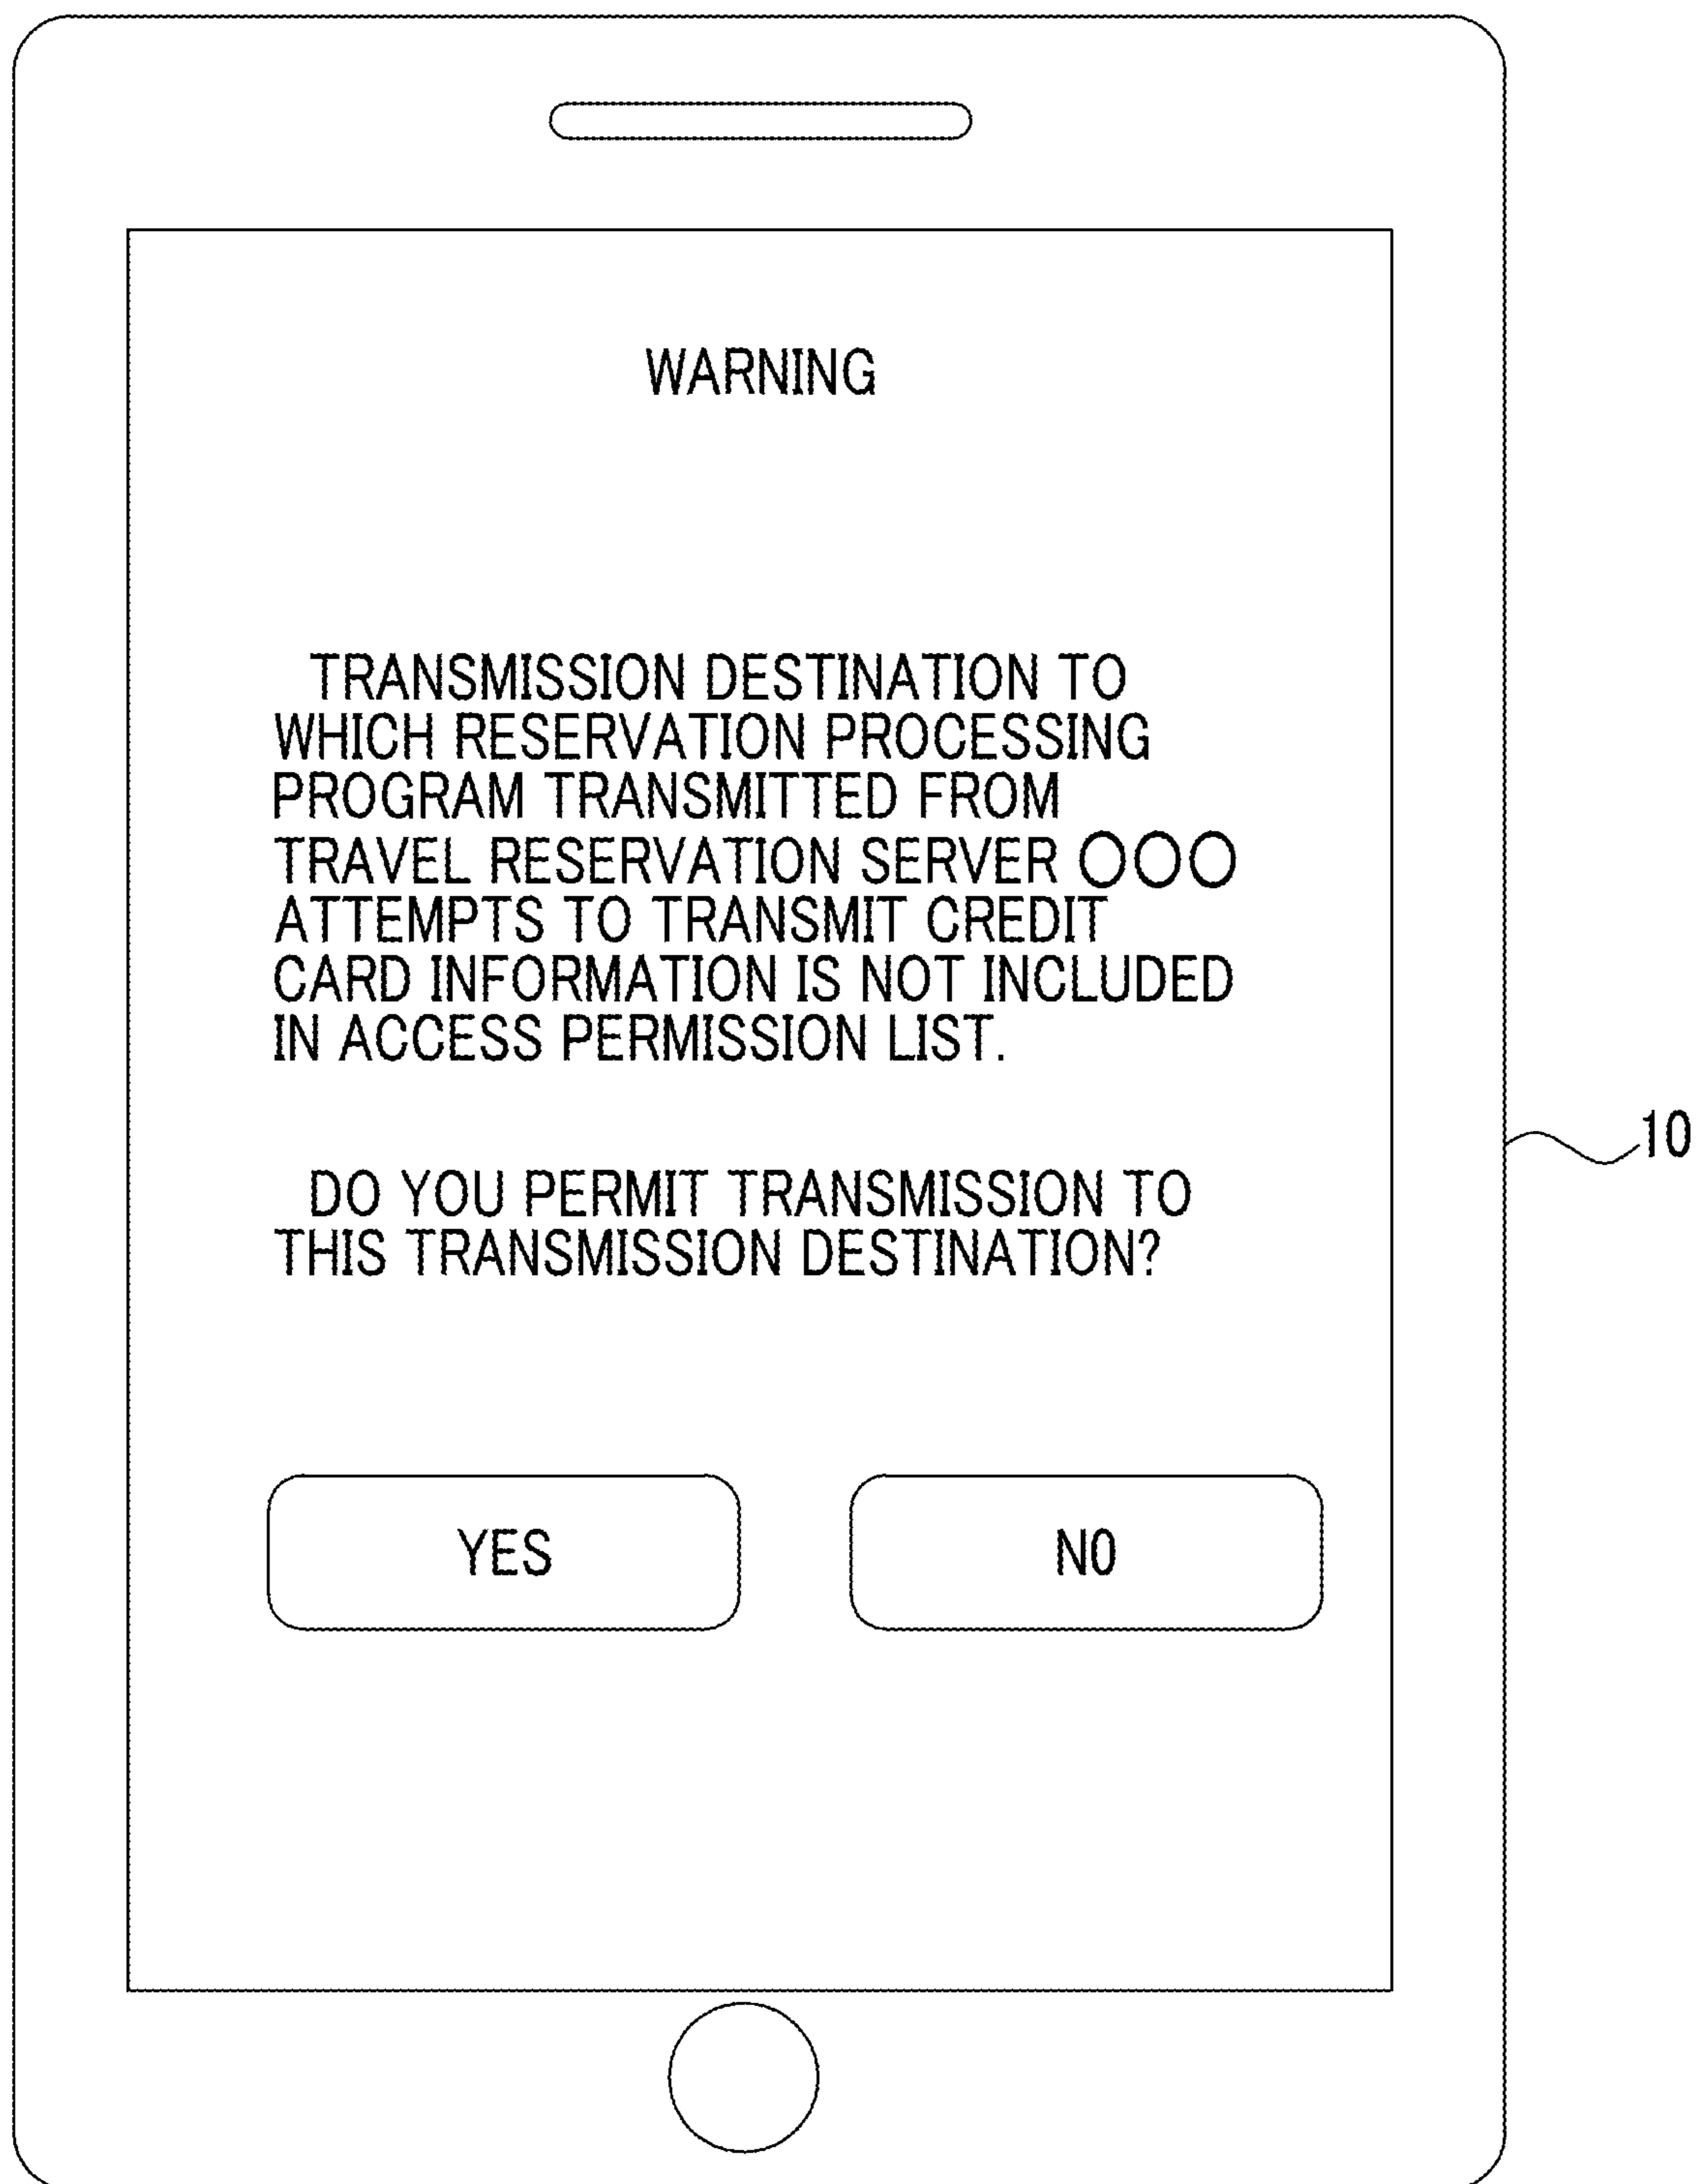 WARNING
TRANSMISSION DESTINATION TO
WHICH RESERVATION PROCESSING
PROGRAM TRANSMITTED FROM
TRAVEL RESERVATION SERVER ○○○
ATTEMPTS TO TRANSMIT CREDIT
CARD INFORMATION IS NOT INCLUDED
IN ACCESS PERMISSION LIST.
10
DO YOU PERMIT TRANSMISSION TO
THIS TRANSMISSION DESTINATION?
YES
NO